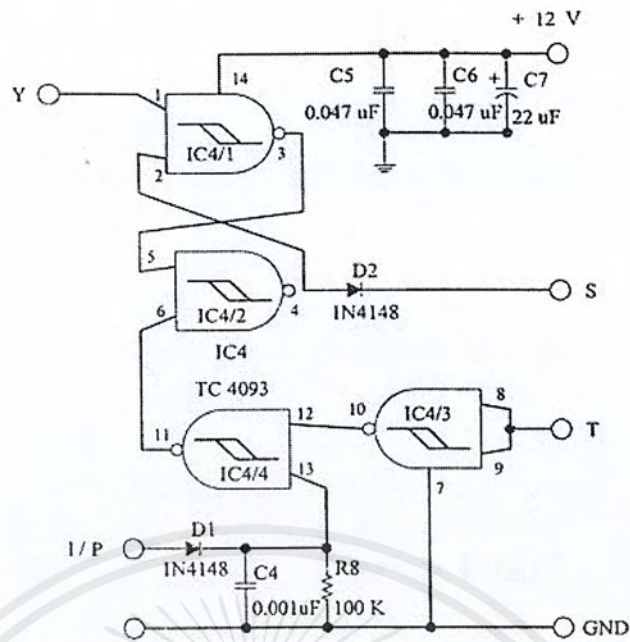 + 12 V
Y
1
14
C5
C6
+
C7
0.047 uF
0.047 uF
22 uF
IC4/1
3
2
5
D2
S
IC4/2
4
IN4148
6
IC4
TC 4093
8
12
10
IC4/3
T
11
IC4/4
9
13
7
D1
I / P
IN4148
C4
R8
0.001uF
100 K
GND